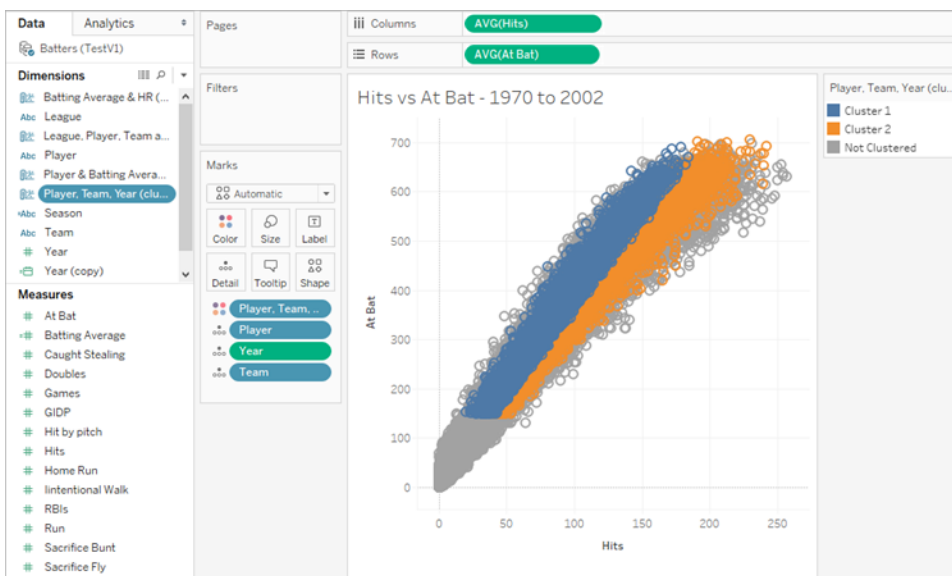 Data
Analytics
Batters (TestV1)
Dimensions
Batting Average & HR (...
Abc League
League, Player, Team a...
Abc Player
Player & Batting Avera...
Player, Team, Year (clu...
Abc Season
Abc Team
# Year
Year (copy)
Measures
# At Bat
=# Batting Average
# Caught Stealing
# Doubles
# Games
# GIDP
# Hit by pitch
# Hits
# Home Run
# Iintentional Walk
# RBIs
# Run
# Sacrifice Bunt
# Sacrifice Fly
Pages
Filters
Marks
Automatic
Color Size Label
Detail Tooltip Shape
Player, Team, ..
Player
Year
Team
Columns AVG(Hits)
Rows AVG(At Bat)
Hits vs At Bat - 1970 to 2002
At Bat
700
600
500
400
300
200
100
0
0 50 100 150 200 250
Hits
Player, Team, Year (clu...
Cluster 1
Cluster 2
Not Clustered